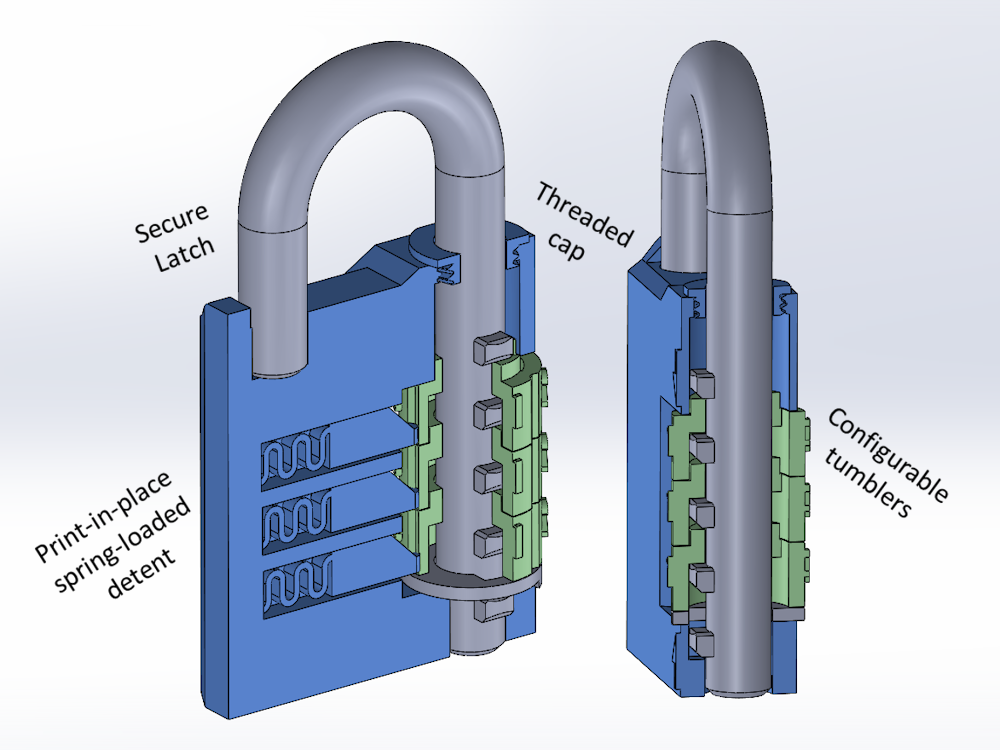 Secure
Latch
Threaded
cap
Print-in-place
spring-loaded
detent
Configurable
tumblers